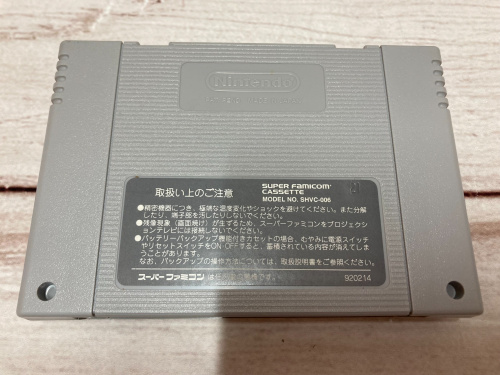 Nintendo
取扱い上のご注意
SUPER FAMICOM
CASSETTE
MODEL NO. SHVC-006
●精密機器につき、極端な温度変化やショックを避けてください。また分解
したり、端子部を汚したりしないでください。
●残像現象(画面焼け)が生ずるため、スーパーファミコンをプロジェクシ
ョンテレビには接続しないでください。
●バッテリーバックアップ機能付きカセットの場合、むやみに電源スイッチ
やリセットスイッチをON OFFすると、蓄積されている内容が消えてしま
うことがあります。
なお、バックアップの操作方法については、取扱説明書をご参照ください。
スーパーファミコンは任天堂の商標です。
920214